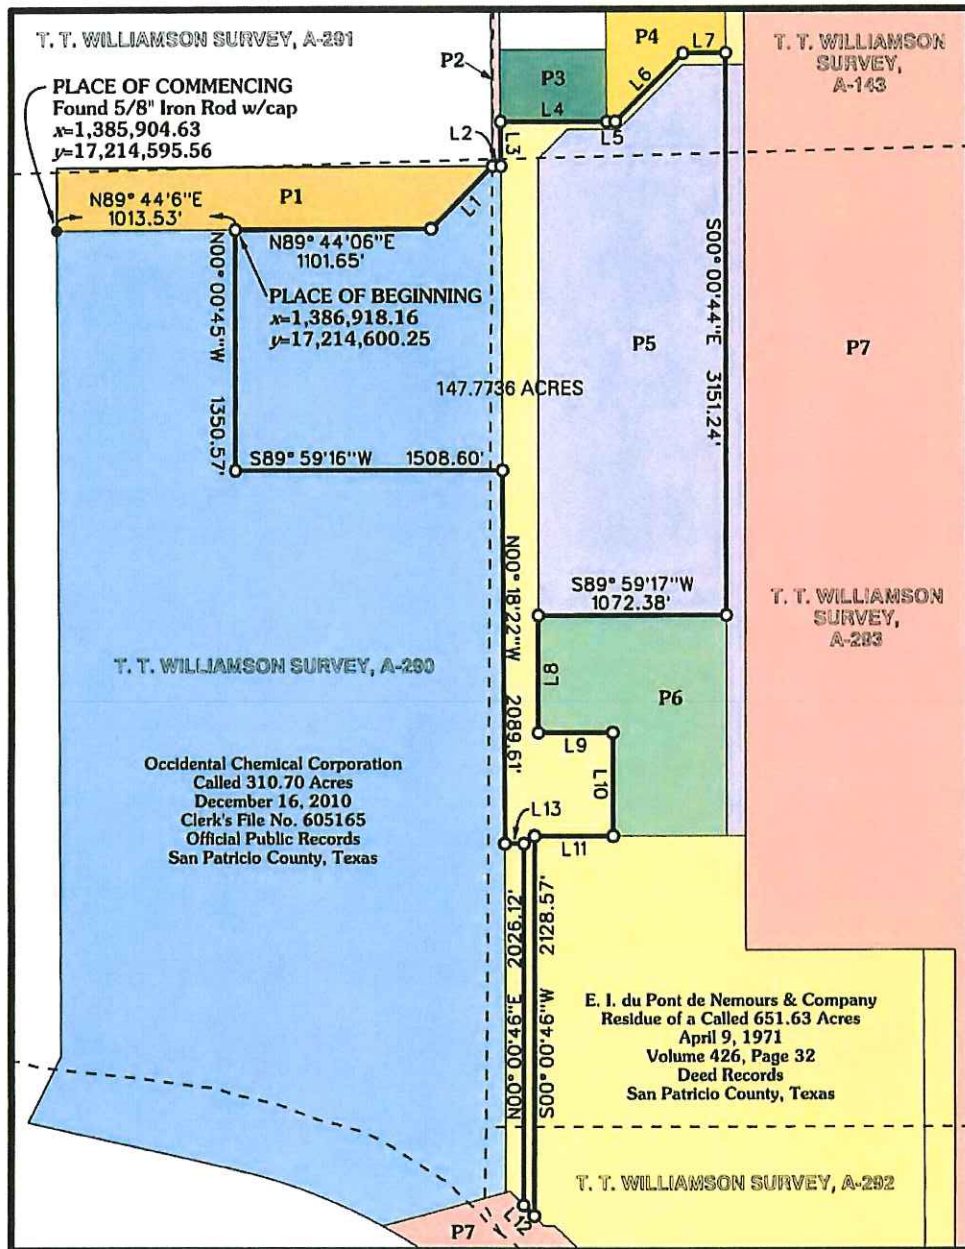 T. T. WILLIAMSON SURVEY, A-291
P2
P3
P4
L7
T. T. WILLIAMSON
SURVEY,
A-143
PLACE OF COMMENCING
Found 5/8" Iron Rod w/cap
x=1,385,904.63
y=17,214,595.56
L6
L4
L5
L2
L3
N89° 44'6"E
1013.53'
P1
L1
N89° 44'06"E
1101.65'
PLACE OF BEGINNING
x=1,386,918.16
y=17,214,600.25
N00° 00'45"W 1350.57'
S00° 00'44"E 3151.24'
P5
P7
147.7736 ACRES
S89° 59'16"W 1508.60'
N00° 18'22"W 2089.61'
S89° 59'17"W
1072.38'
T. T. WILLIAMSON
SURVEY,
A-293
T. T. WILLIAMSON SURVEY, A-290
L8
P6
L9
L10
Occidental Chemical Corporation
Called 310.70 Acres
December 16, 2010
Clerk's File No. 605165
Official Public Records
San Patricio County, Texas
L13
L11
N00° 00'46"E 2026.12'
S00° 00'46"W 2128.57'
E. I. du Pont de Nemours & Company
Residue of a Called 651.63 Acres
April 9, 1971
Volume 426, Page 32
Deed Records
San Patricio County, Texas
T. T. WILLIAMSON SURVEY, A-292
L12
P7